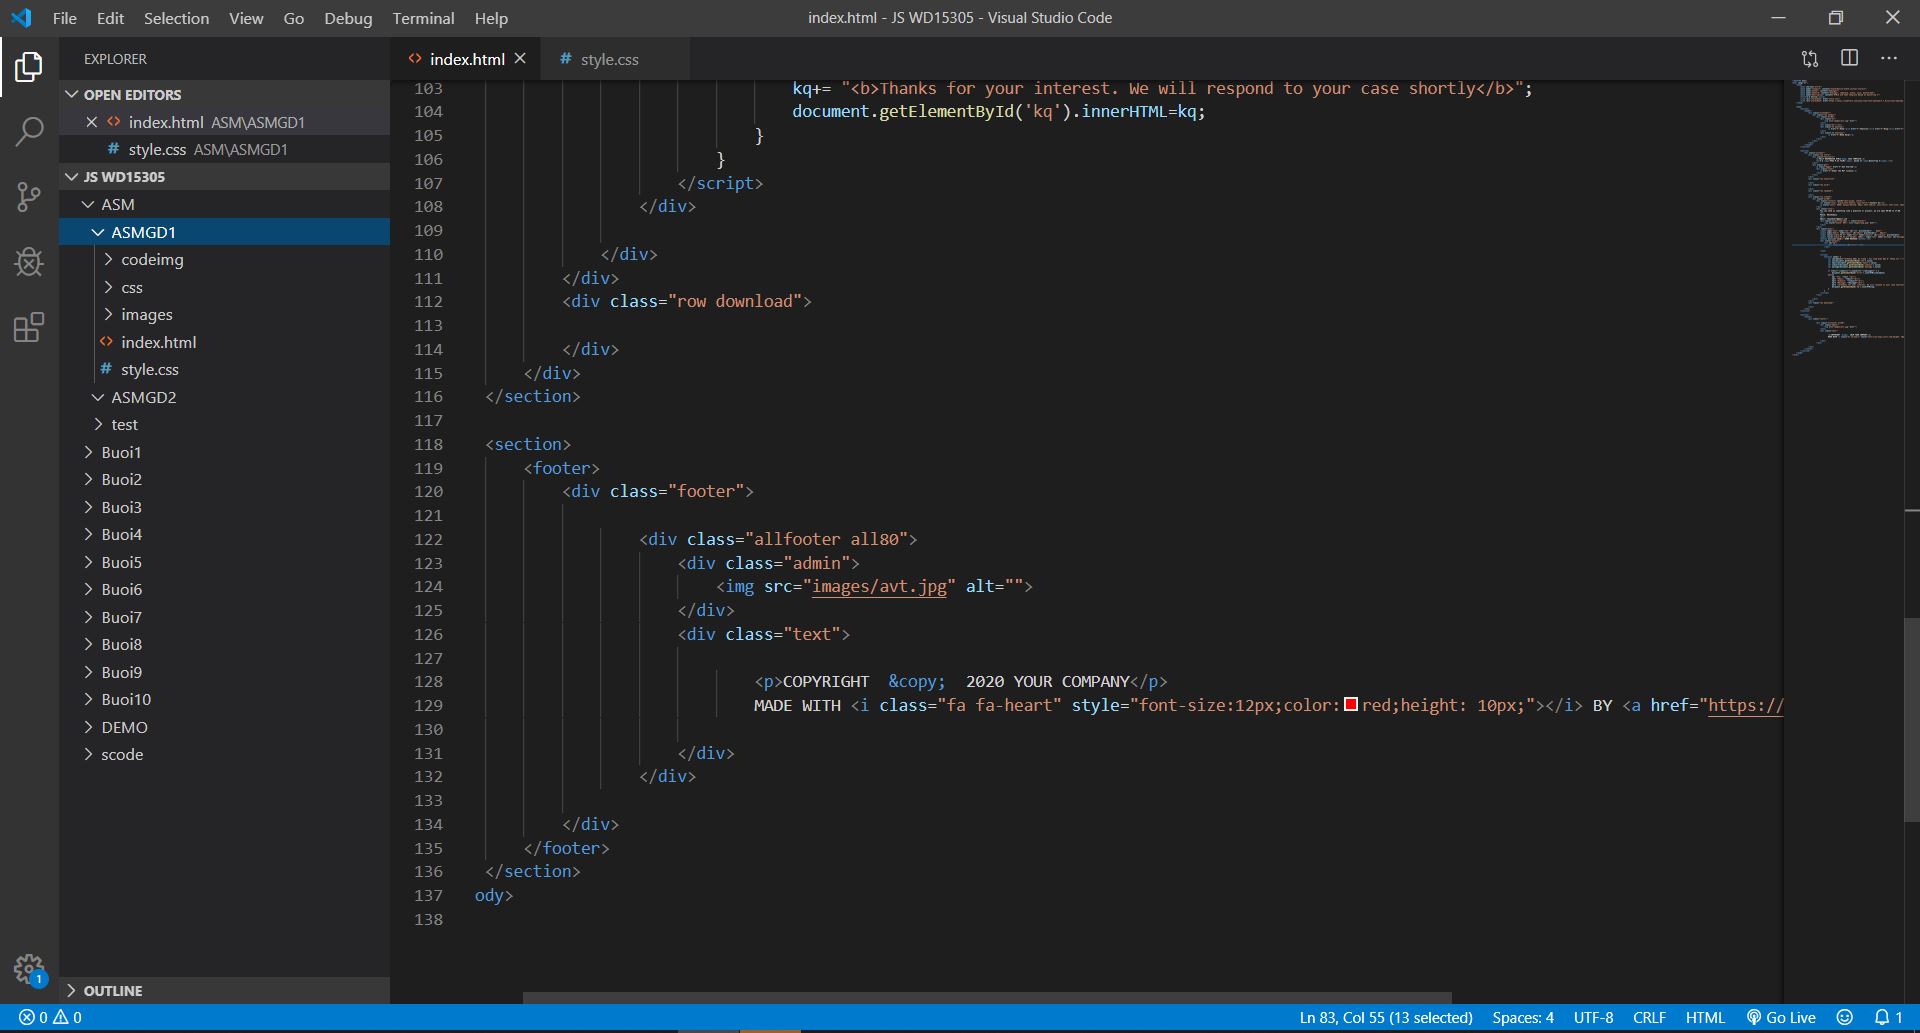 File Edit Selection View Go Debug Terminal Help
index.html - JS WD15305 - Visual Studio Code
EXPLORER
OPEN EDITORS
index.html ASM\ASMGD1
# style.css ASM\ASMGD1
JS WD15305
ASM
ASMGD1
codeimg
css
images
<> index.html
# style.css
ASMGD2
test
Buoi1
Buoi2
Buoi3
Buoi4
Buoi5
Buoi6
Buoi7
Buoi8
Buoi9
Buoi10
DEMO
scode
OUTLINE
<> index.html
# style.css
103 kq+= "<b>Thanks for your interest. We will respond to your case shortly</b>";
104 document.getElementById('kq').innerHTML=kq;
105 }
106 }
107 </script>
108 </div>
109
110 </div>
111 </div>
112 <div class="row download">
113
114 </div>
115 </div>
116 </section>
117
118 <section>
119 <footer>
120 <div class="footer">
121
122 <div class="allfooter all80">
123 <div class="admin">
124 <img src="images/avt.jpg" alt="">
125 </div>
126 <div class="text">
127
128 <p>COPYRIGHT &copy; 2020 YOUR COMPANY</p>
129 MADE WITH <i class="fa fa-heart" style="font-size:12px;color:red;height: 10px;"></i> BY <a href="https://
130
131 </div>
132 </div>
133
134 </div>
135 </footer>
136 </section>
137 ody>
138
1
0 0
Ln 83, Col 55 (13 selected) Spaces: 4 UTF-8 CRLF HTML Go Live 1